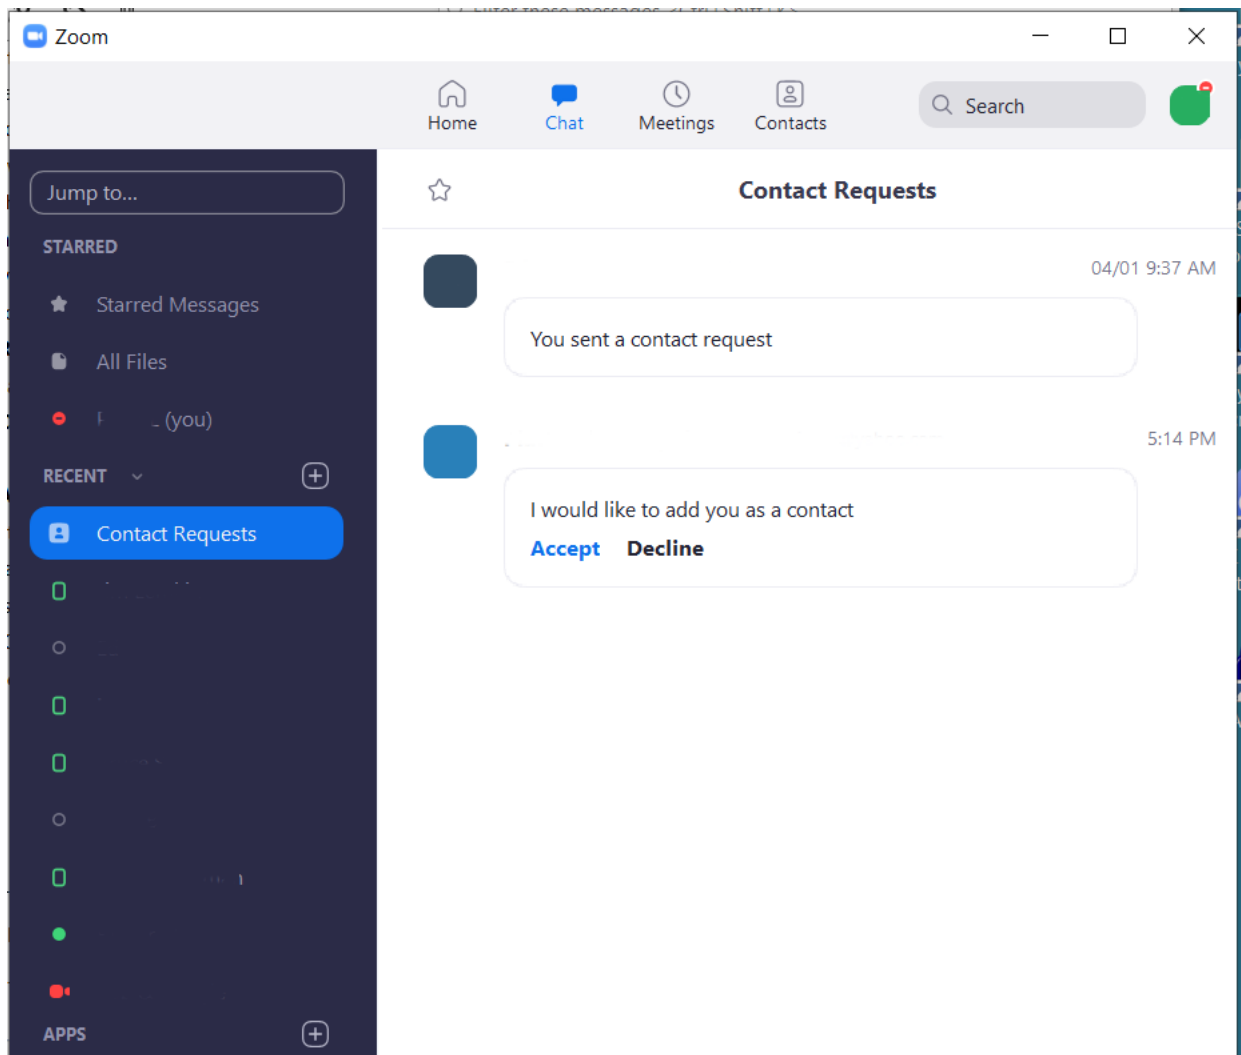 Zoom
Home
Chat
Meetings
Contacts
Search
Jump to...
STARRED
Starred Messages
All Files
(you)
RECENT
Contact Requests
APPS
Contact Requests
04/01 9:37 AM
You sent a contact request
5:14 PM
I would like to add you as a contact
Accept Decline